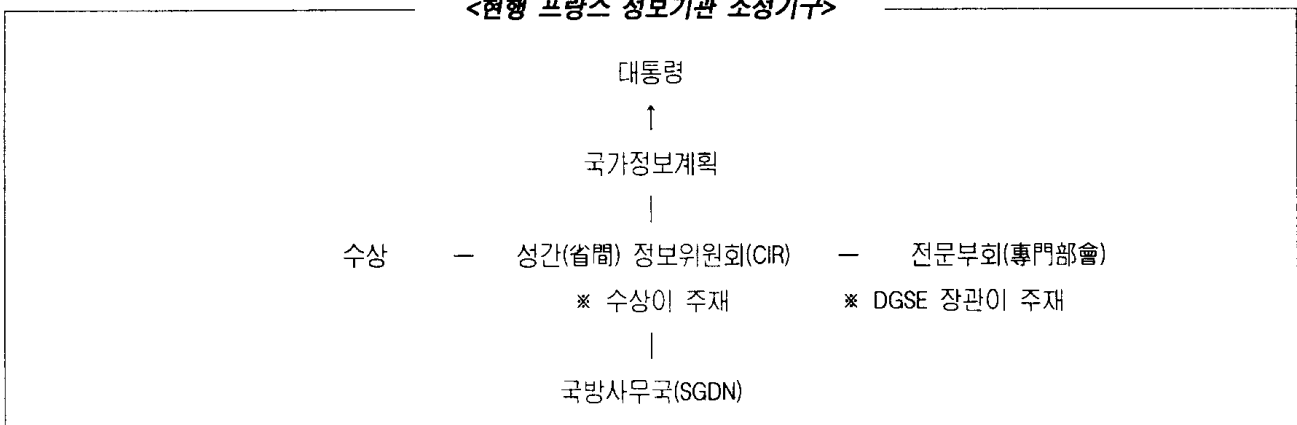 <현행 프랑스 정보기관 조정기구>
대통령
↑
국가정보계획
|
수상 — 성간(省間) 정보위원회(CIR) — 전문부회(專門部會)
※ 수상이 주재 ※ DGSE 장관이 주재
|
국방사무국(SGDN)